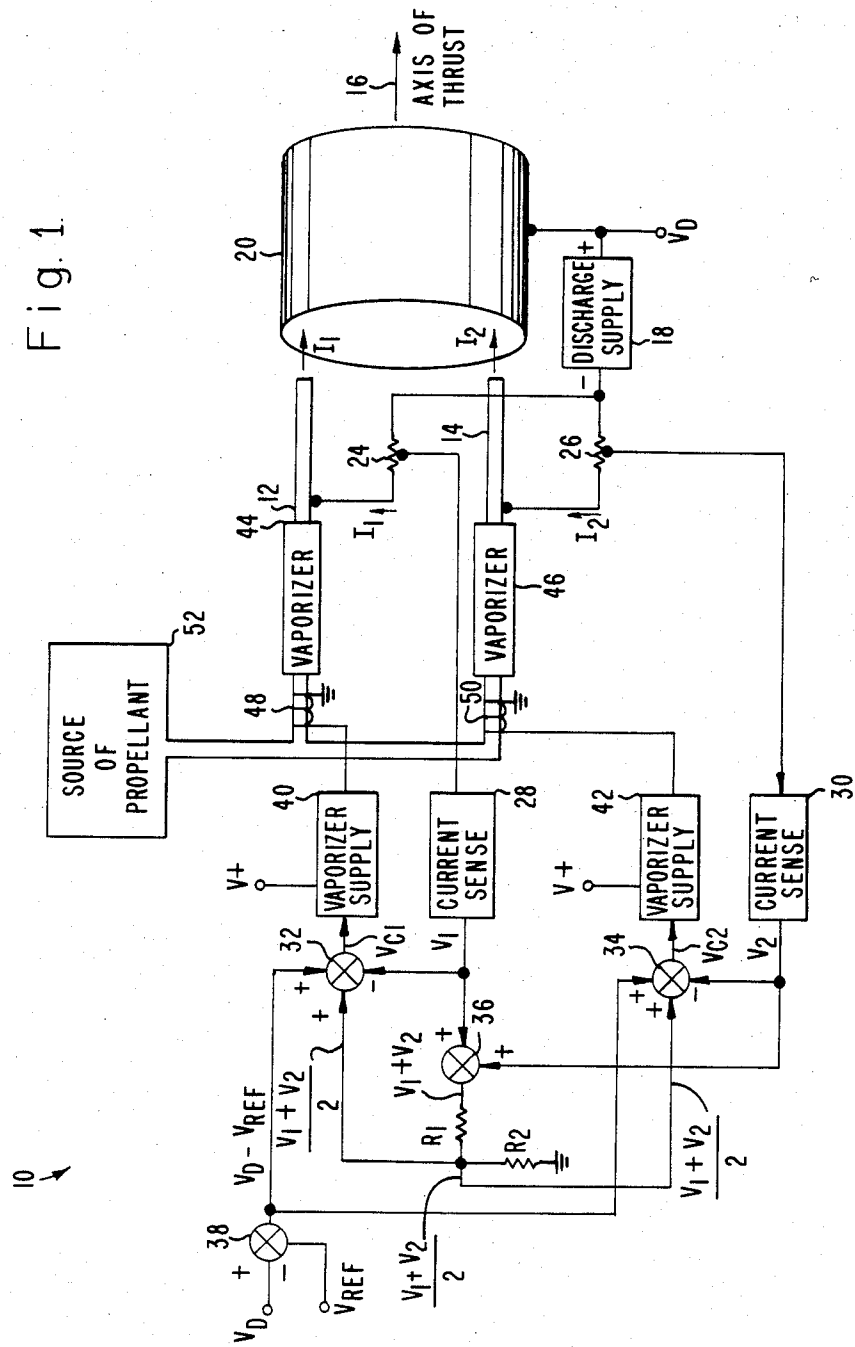 Fig. 1.
10
20
16
AXIS OF
THRUST
SOURCE
OF
PROPELLANT
52
44
12
I1
I1
VAPORIZER
48
24
14
I2
I2
VAPORIZER
46
50
26
- DISCHARGE +
SUPPLY
18
VD
V+
40
VAPORIZER
SUPPLY
32
VC1
+
+
-
28
CURRENT
SENSE
V1
V+
42
VAPORIZER
SUPPLY
34
VC2
+
+
-
30
CURRENT
SENSE
V2
36
+
+
V1+V2
R1
R2
V1+V2
2
V1+V2
2
V1+V2
2
VD-VREF
38
+
-
VD
VREF